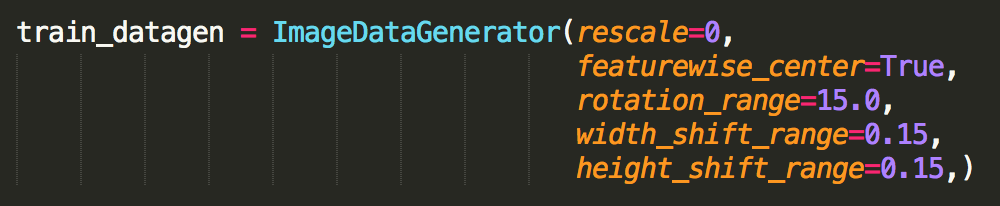 train_datagen = ImageDataGenerator(rescale=0,
featurewise_center=True,
rotation_range=15.0,
width_shift_range=0.15,
height_shift_range=0.15,)